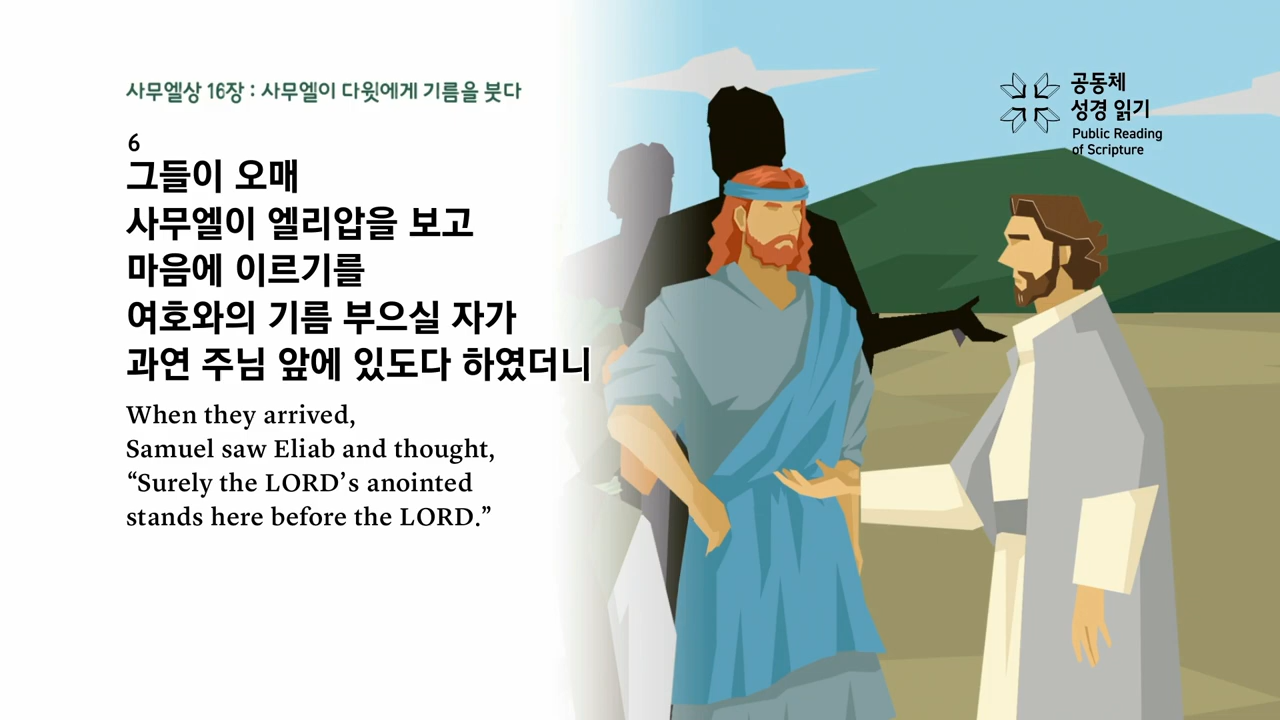 사무엘상 16장 : 사무엘이 다윗에게 기름을 붓다
6
그들이 오매
사무엘이 엘리압을 보고
마음에 이르기를
여호와의 기름 부으실 자가
과연 주님 앞에 있도다 하였더니
When they arrived,
Samuel saw Eliab and thought,
“Surely the LORD’s anointed
stands here before the LORD.”
공동체
성경 읽기
Public Reading
of Scripture